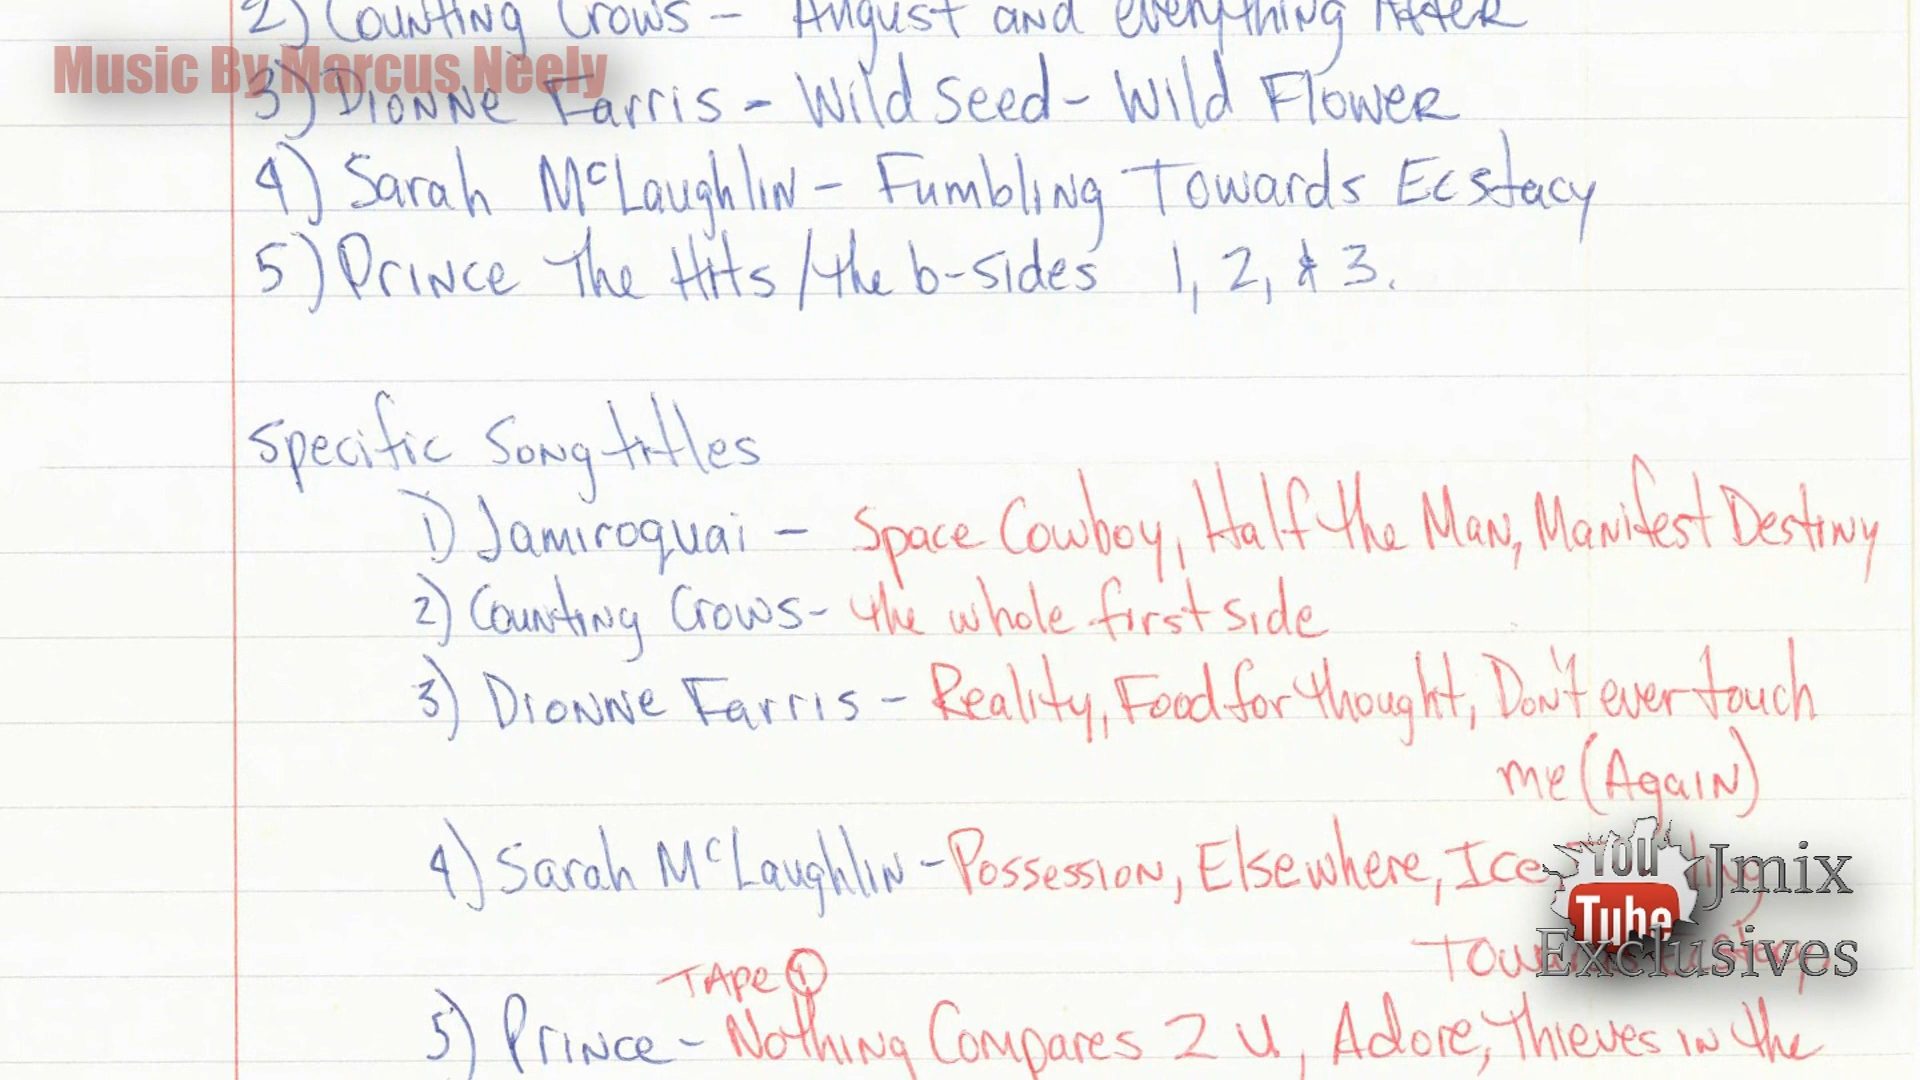 2) Counting Crows - August and everything After
Music By Marcus Neely
3) Dionne Farris - Wild Seed - Wild Flower
4) Sarah McLaughlin - Fumbling Towards Ecstacy
5) Prince The Hits / the b-sides 1, 2, & 3.
Specific Song titles
1) Jamiroquai - Space Cowboy, Half the Man, Manifest Destiny
2) Counting Crows - the whole first side
3) Dionne Farris - Reality, Food for thought, Don't ever touch
me (Again)
4) Sarah McLaughlin - Possession, Elsewhere, Ice,
You Tube Jmix
Exclusives
TAPE 1
5) Prince - Nothing Compares 2 U, Adore, Thieves in the